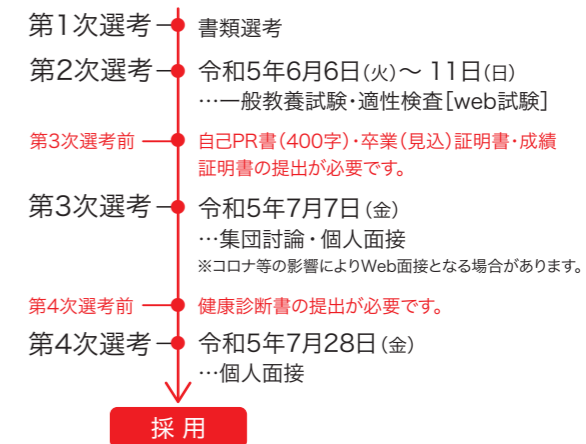 第1次選考 書類選考
第2次選考 令和5年6月6日(火)〜11日(日)
…一般教養試験・適性検査[web試験]
第3次選考前 自己PR書(400字)・卒業(見込)証明書・成績
証明書の提出が必要です。
第3次選考 令和5年7月7日(金)
…集団討論・個人面接
※コロナ等の影響によりWeb面接となる場合があります。
第4次選考前 健康診断書の提出が必要です。
第4次選考 令和5年7月28日(金)
…個人面接
採用